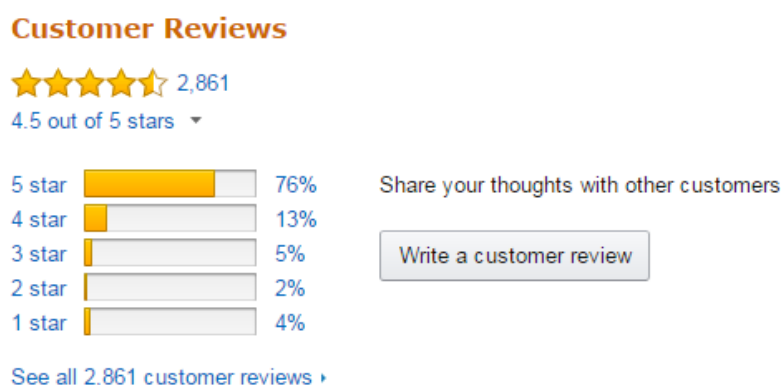 Customer Reviews
2,861
4.5 out of 5 stars
5 star 76% Share your thoughts with other customers
4 star 13%
3 star 5% Write a customer review
2 star 2%
1 star 4%
See all 2,861 customer reviews